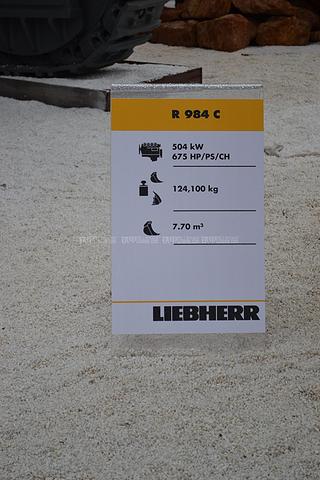 R 984 C
504 kW
675 HP/PS/CH
124,100 kg
7.70 m³
LIEBHERR